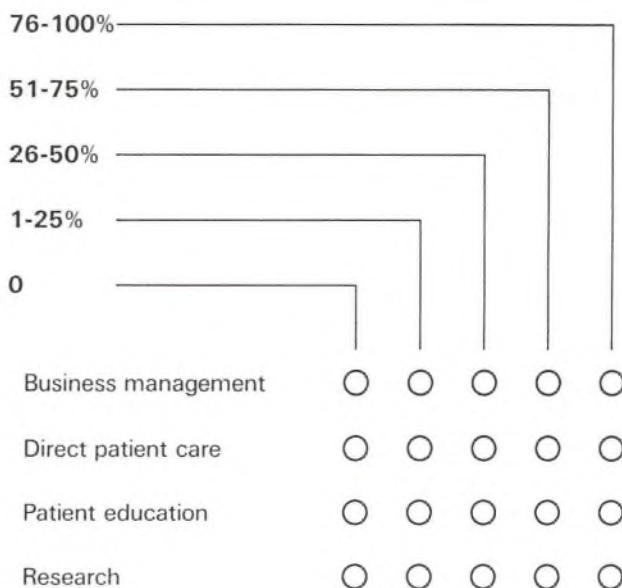 76-100%
51-75%
26-50%
1-25%
0
Business management
Direct patient care
Patient education
Research